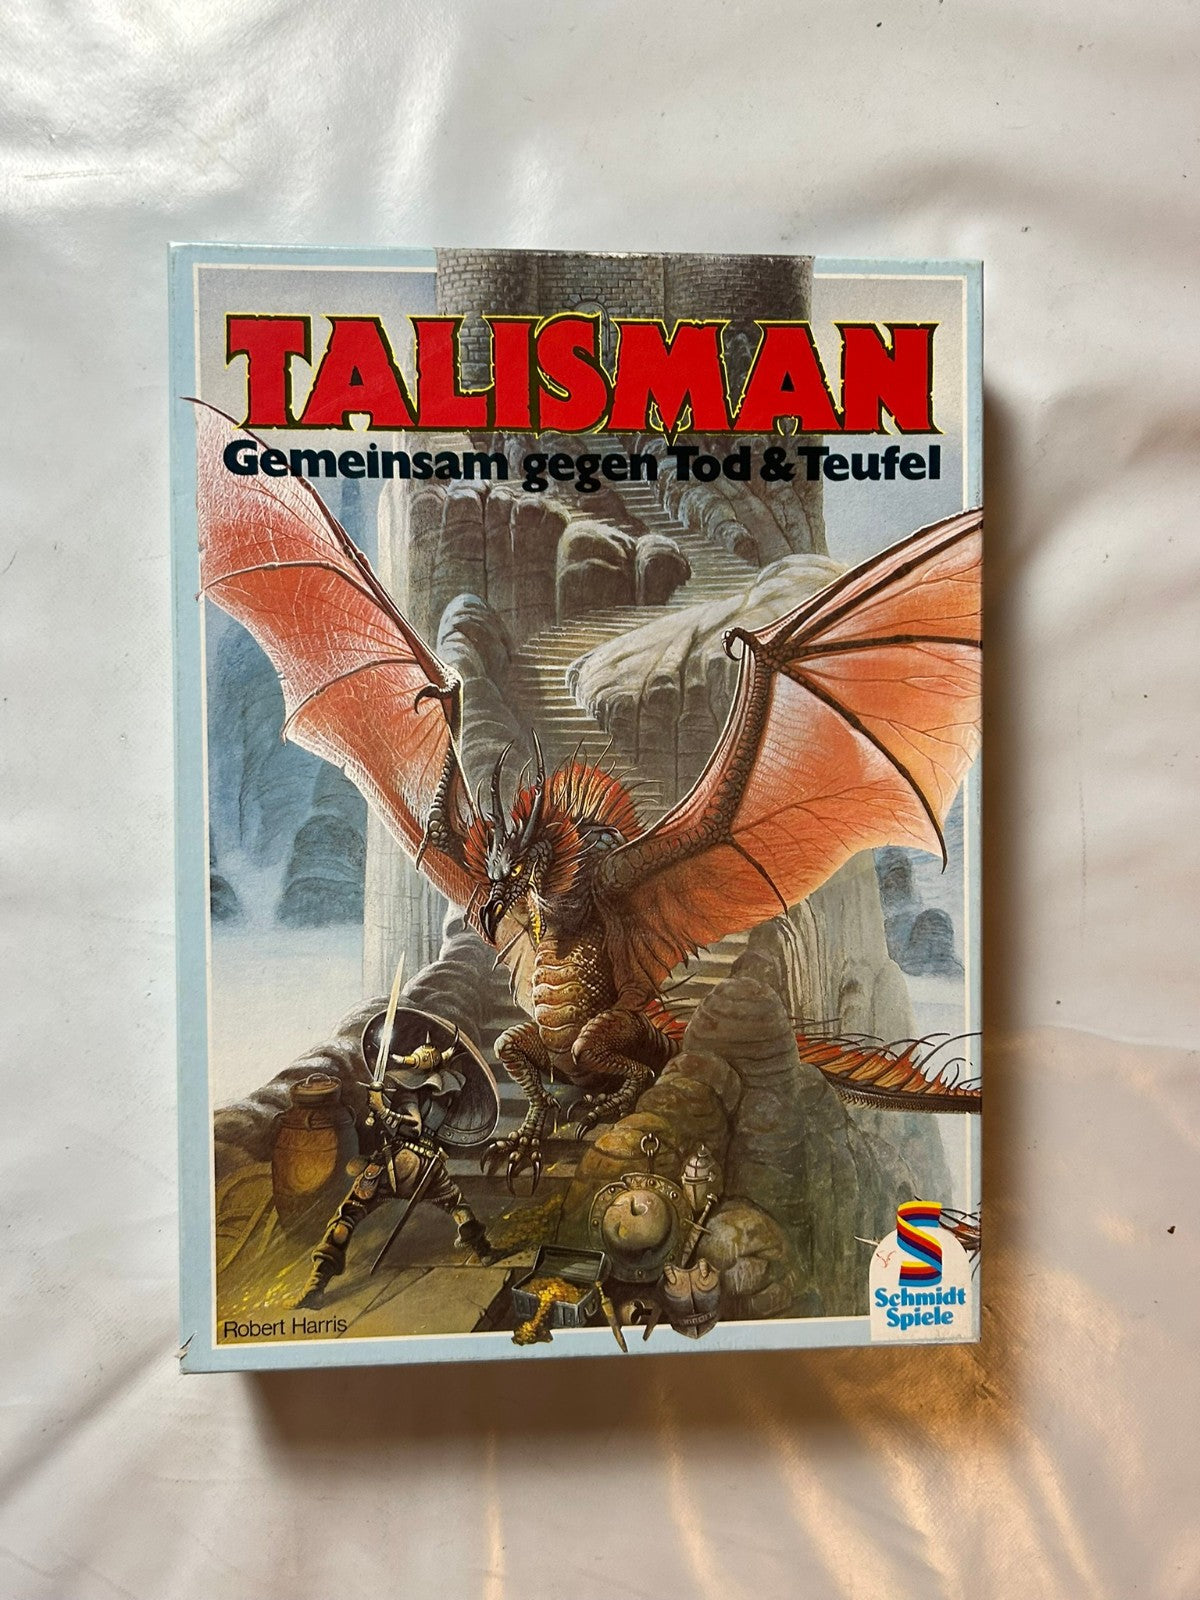 TALISMAN
Gemeinsam gegen Tod & Teufel
Robert Harris
Schmidt
Spiele